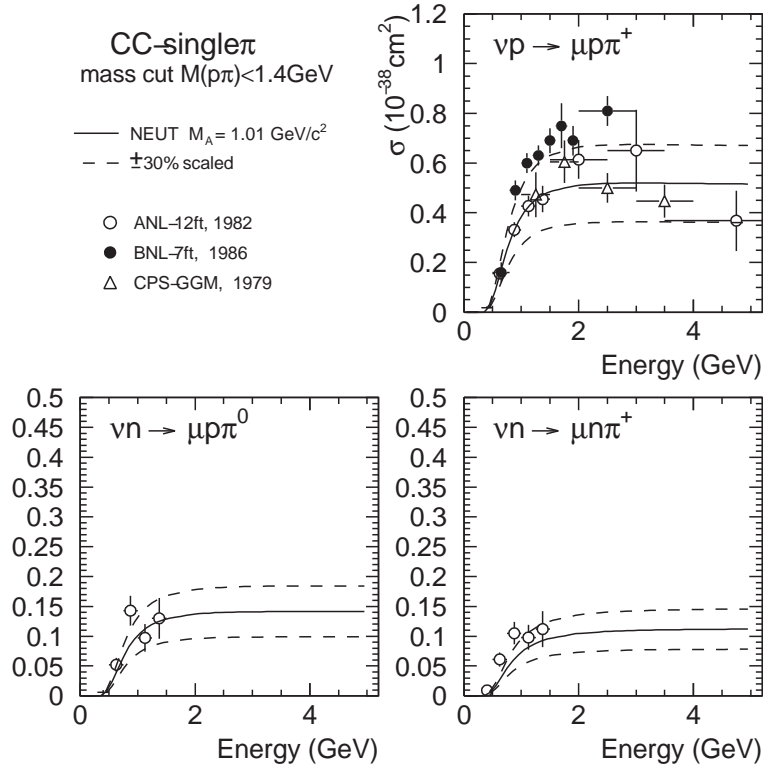 CC–singleπ
mass cut M(pπ)<1.4GeV
NEUT M_A = 1.01 GeV/c²
±30% scaled
ANL–12ft, 1982
BNL–7ft, 1986
CPS–GGM, 1979
νp → μpπ⁺
σ (10⁻³⁸cm²)
1.2
1
0.8
0.6
0.4
0.2
0
0 2 4
Energy (GeV)
νn → μpπ⁰
0.5
0.45
0.4
0.35
0.3
0.25
0.2
0.15
0.1
0.05
0
0 2 4
Energy (GeV)
νn → μnπ⁺
0.5
0.45
0.4
0.35
0.3
0.25
0.2
0.15
0.1
0.05
0
0 2 4
Energy (GeV)